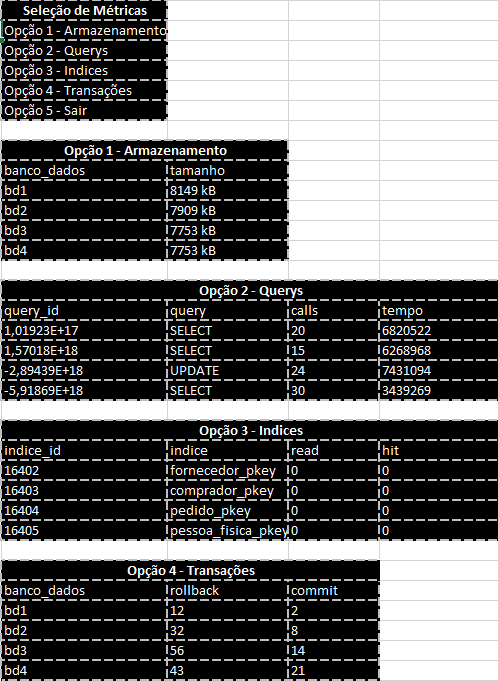 Seleção de Métricas
Opção 1 - Armazenamento
Opção 2 - Querys
Opção 3 - Indices
Opção 4 - Transações
Opção 5 - Sair
Opção 1 - Armazenamento
banco_dados tamanho
bd1 8149 kB
bd2 7909 kB
bd3 7753 kB
bd4 7753 kB
Opção 2 - Querys
query_id query calls tempo
1,01923E+17 SELECT 20 6820522
1,57018E+18 SELECT 15 6268968
-2,89439E+18 UPDATE 24 7431094
-5,91869E+18 SELECT 30 3439269
Opção 3 - Indices
indice_id indice read hit
16402 fornecedor_pkey 0 0
16403 comprador_pkey 0 0
16404 pedido_pkey 0 0
16405 pessoa_fisica_pkey 0 0
Opção 4 - Transações
banco_dados rollback commit
bd1 12 2
bd2 32 8
bd3 56 14
bd4 43 21